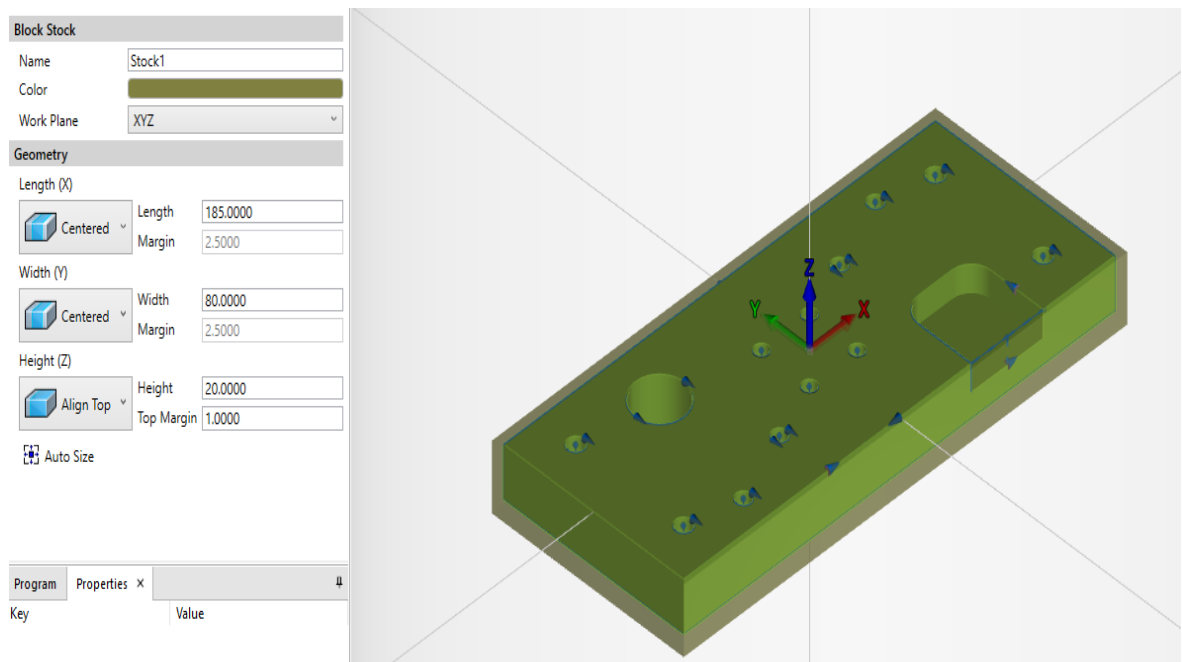 Block Stock
Name Stock1
Color
Work Plane XYZ
Geometry
Length (X)
Centered
Length 185.0000
Margin 2.5000
Width (Y)
Centered
Width 80.0000
Margin 2.5000
Height (Z)
Align Top
Height 20.0000
Top Margin 1.0000
Auto Size
Program Properties ×
Key Value
Z
Y
X